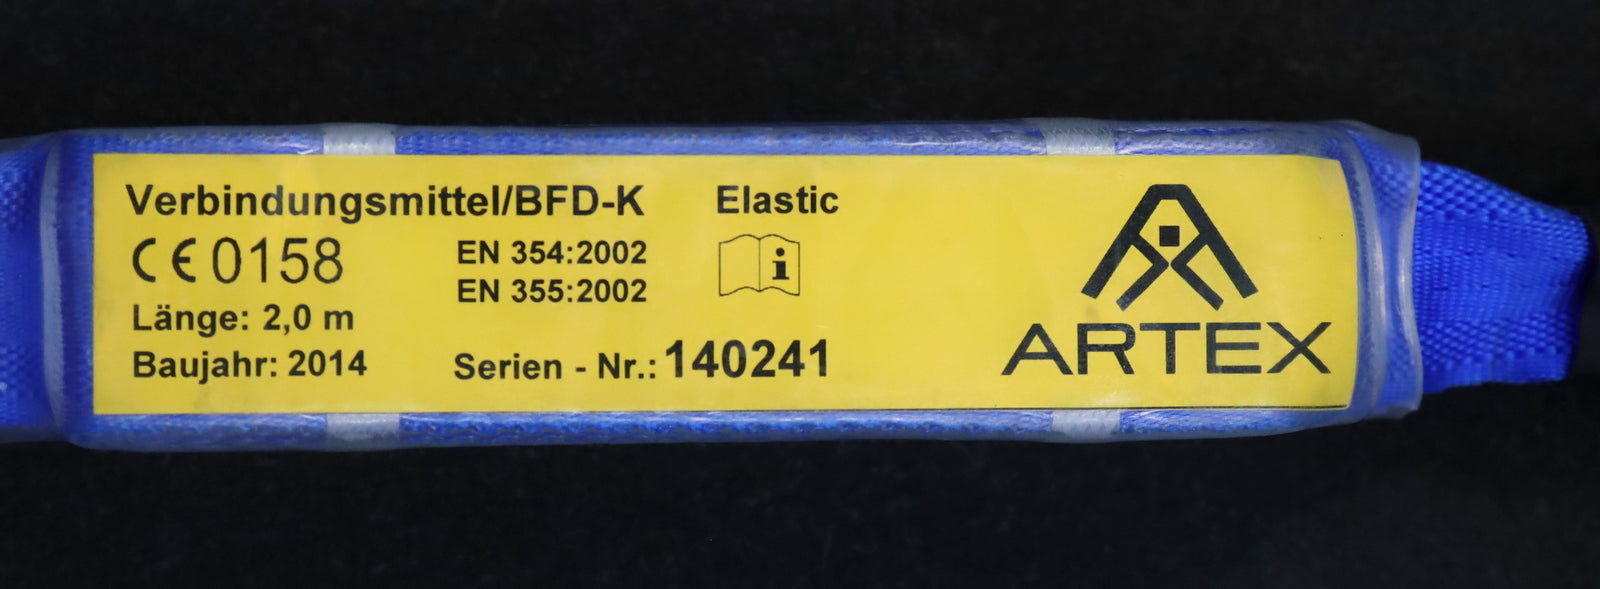 Verbindungsmittel/BFD-K Elastic
CE 0158
EN 354:2002
EN 355:2002
i
Länge: 2,0 m
Baujahr: 2014
Serien - Nr.: 140241
ARTEX